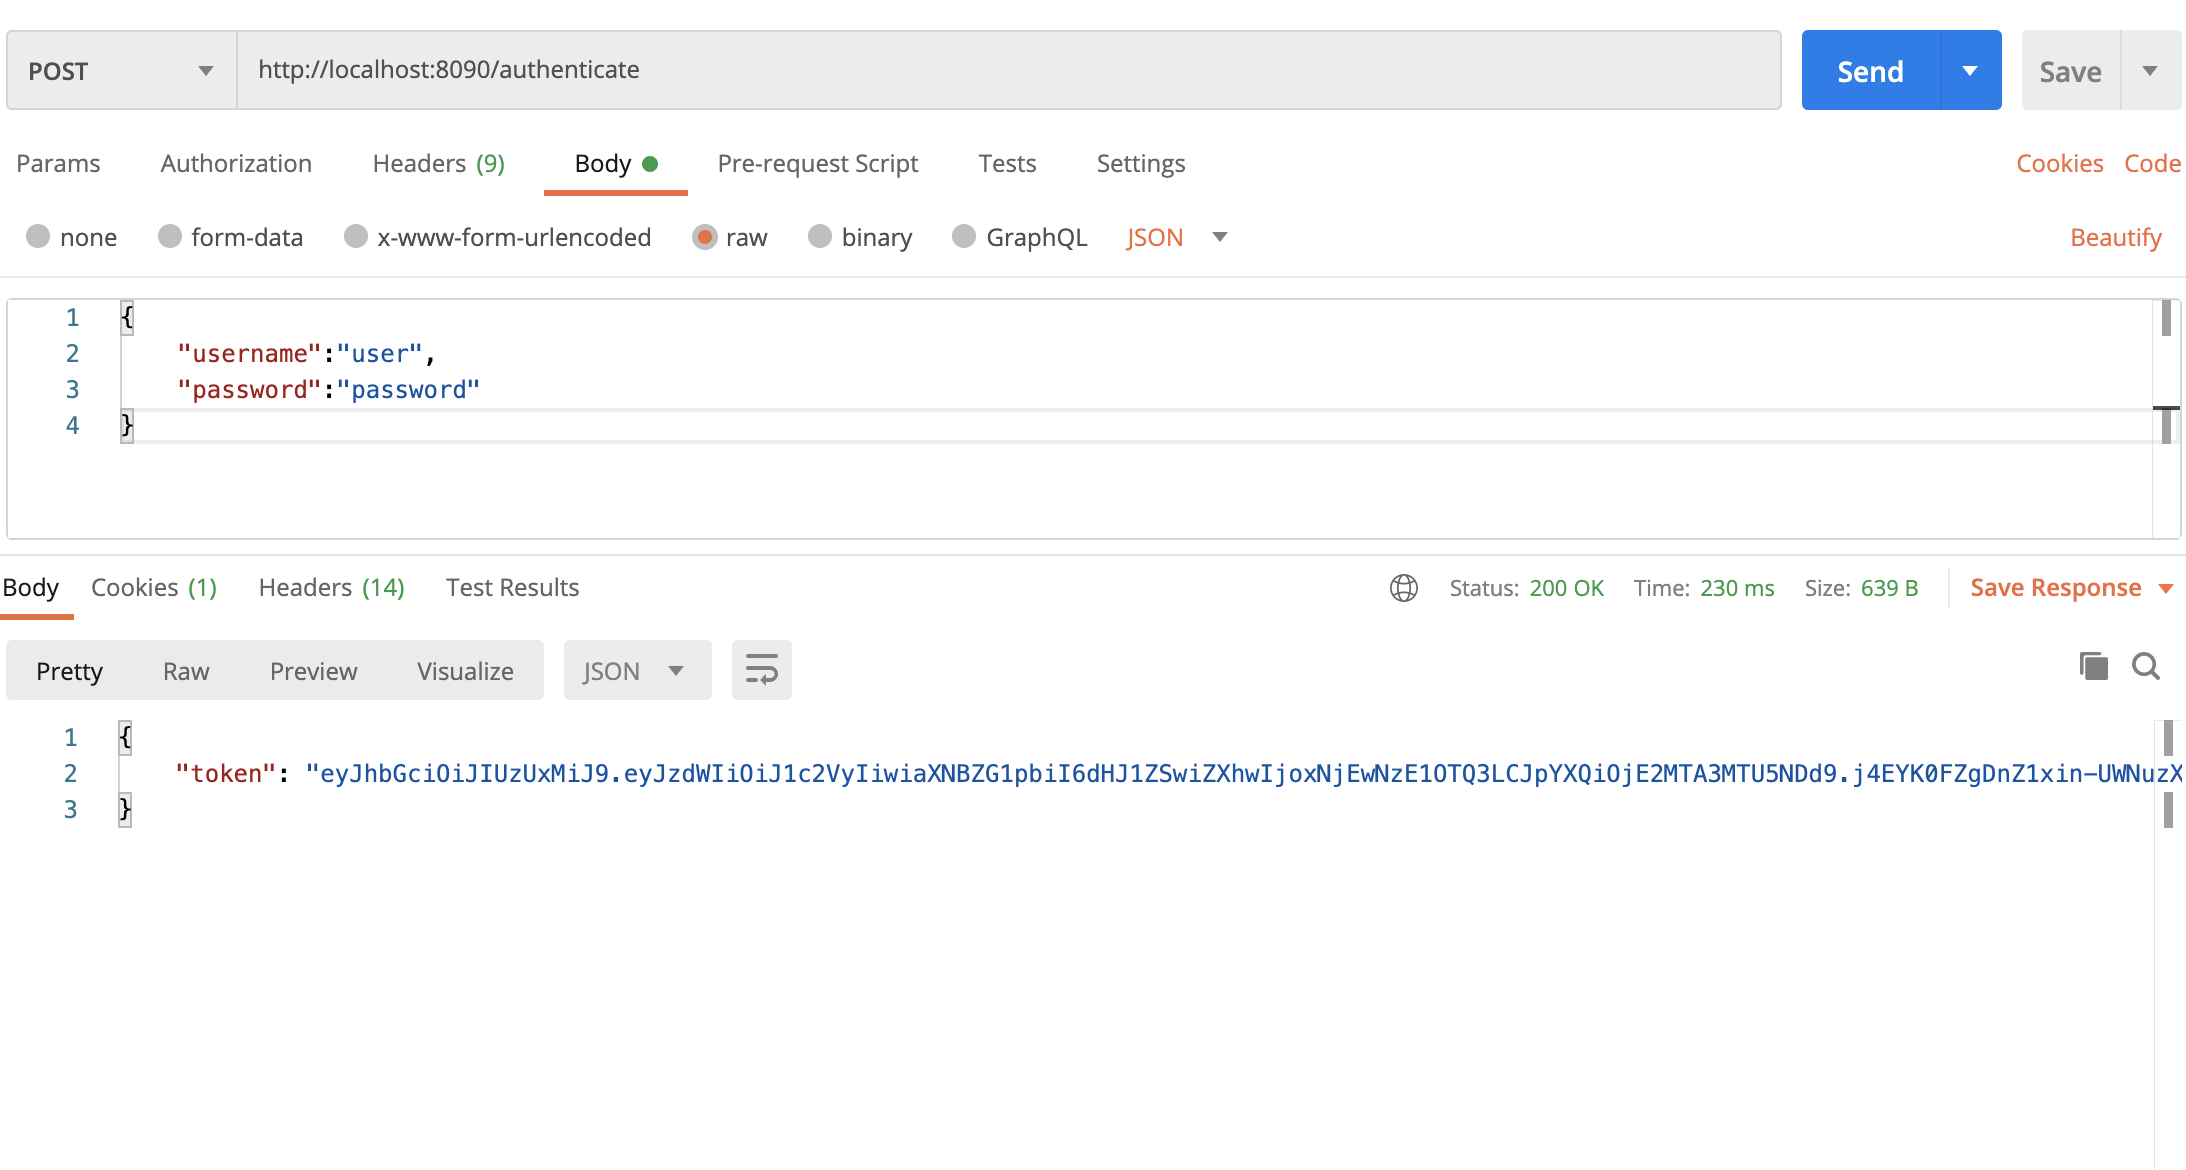 POST http://localhost:8090/authenticate Send Save
Params Authorization Headers (9) Body Pre-request Script Tests Settings Cookies Code
none form-data x-www-form-urlencoded raw binary GraphQL JSON Beautify
1 {
2 "username":"user",
3 "password":"password"
4 }
Body Cookies (1) Headers (14) Test Results Status: 200 OK Time: 230 ms Size: 639 B Save Response
Pretty Raw Preview Visualize JSON
1 {
2 "token": "eyJhbGciOiJIUzUxMiJ9.eyJzdWIiOiJ1c2VyIiwiaXNBZG1pbiI6dHJ1ZSwiZXhwIjoxNjEwNzE1OTQ3LCJpYXQiOjE2MTA3MTU5NDd9.j4EYK0FZgDnZ1xin-UWNuzX
3 }